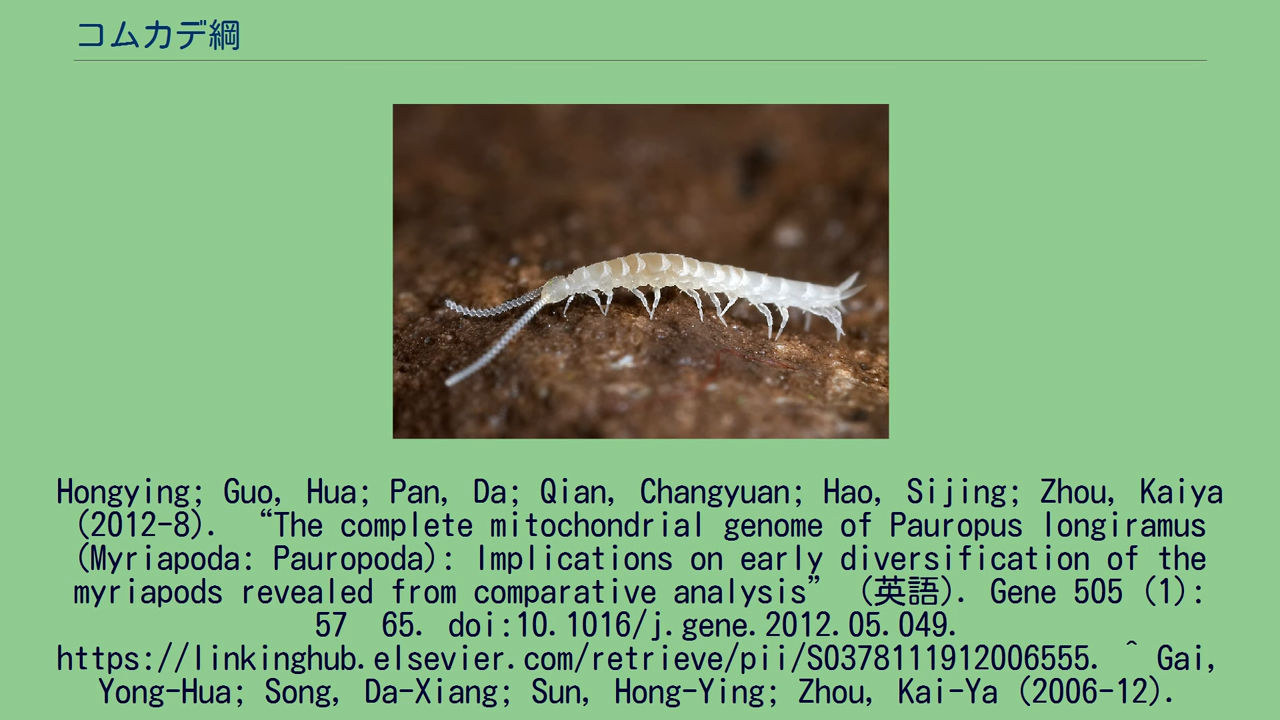 コムカデ綱
Hongying; Guo, Hua; Pan, Da; Qian, Changyuan; Hao, Sijing; Zhou, Kaiya
(2012-8). “The complete mitochondrial genome of Pauropus longiramus
(Myriapoda: Pauropoda): Implications on early diversification of the
myriapods revealed from comparative analysis” (英語). Gene 505 (1):
57 65. doi:10.1016/j.gene.2012.05.049.
https://linkinghub.elsevier.com/retrieve/pii/S0378111912006555. ^ Gai,
Yong-Hua; Song, Da-Xiang; Sun, Hong-Ying; Zhou, Kai-Ya (2006-12).